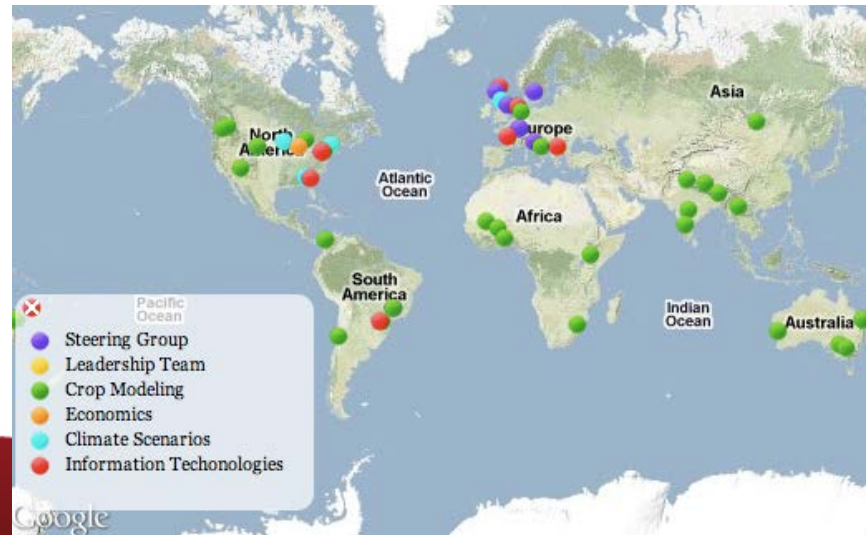 Asia
North
America
Europe
Atlantic
Ocean
Africa
South
America
Indian
Ocean
Australia
Pacific
Ocean
Steering Group
Leadership Team
Crop Modeling
Economics
Climate Scenarios
Information Techonologies
Google